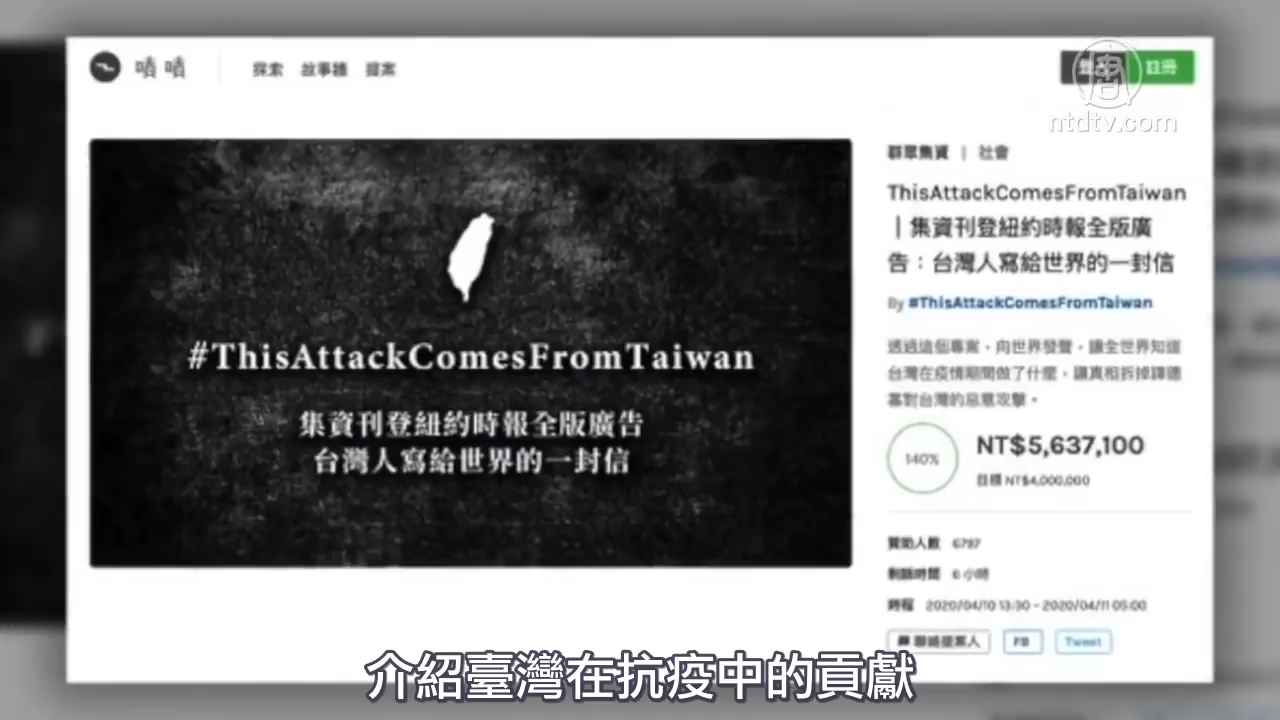 嘖嘖
探索 故事牆 提案
註冊
ntdtv.com
#ThisAttackComesFromTaiwan
集資刊登紐約時報全版廣告
台灣人寫給世界的一封信
群眾集資 | 社會
ThisAttackComesFromTaiwan
|集資刊登紐約時報全版廣
告：台灣人寫給世界的一封信
By #ThisAttackComesFromTaiwan
透過這個專案，向世界發聲，讓全世界知道
台灣在疫情期間做了什麼，讓真相拆掉譚德
塞對台灣的惡意攻擊。
140%
NT$5,637,100
目標 NT$4,000,000
贊助人數 6797
剩餘時間 6 小時
時程 2020/04/10 13:30 – 2020/04/11 05:00
聯絡提案人 FB Tweet
介紹臺灣在抗疫中的貢獻